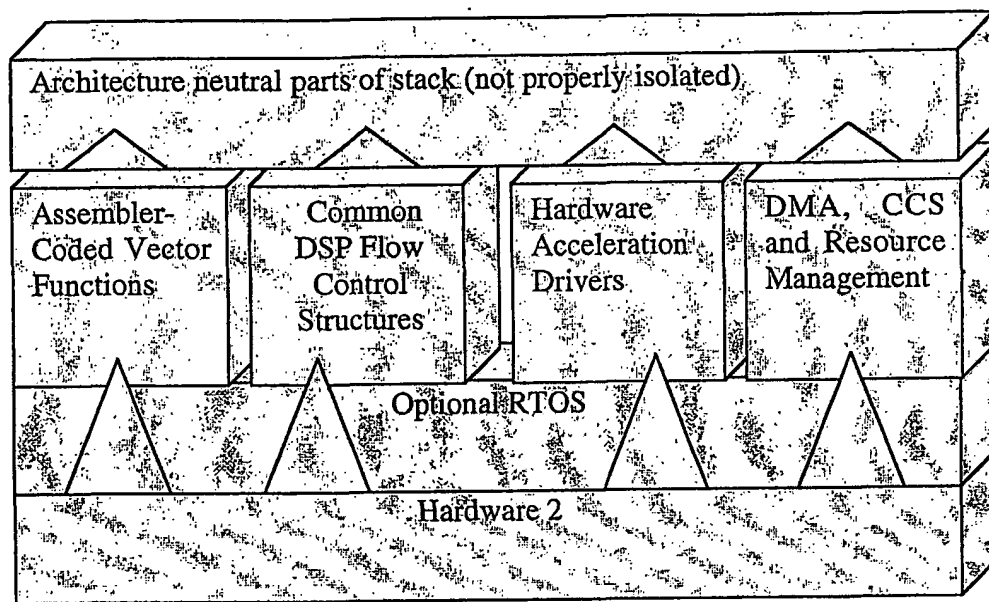 Architecture neutral parts of stack (not properly isolated)
Assembler-
Coded Vector
Functions
Common
DSP Flow
Control
Structures
Hardware
Acceleration
Drivers
DMA, CCS
and Resource
Management
Optional RTOS
Hardware 2